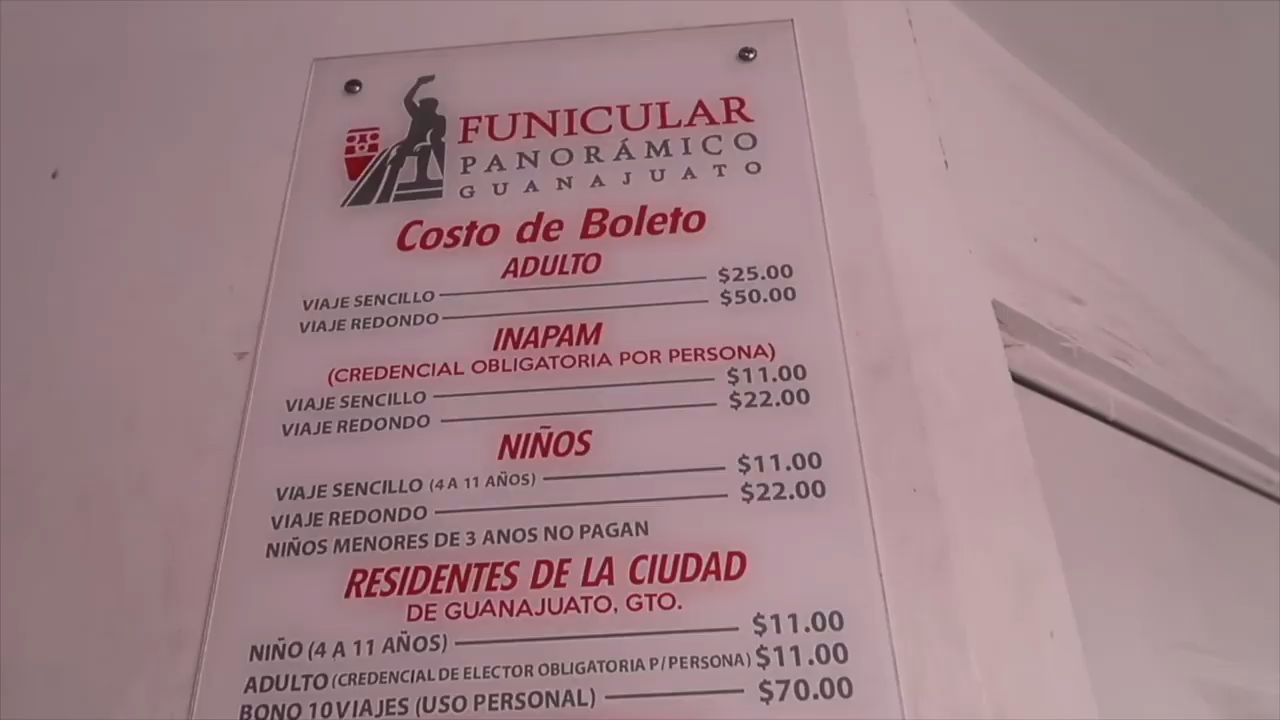 FUNICULAR
PANORÁMICO
GUANAJUATO
Costo de Boleto
ADULTO
VIAJE SENCILLO $25.00
VIAJE REDONDO $50.00
INAPAM
(CREDENCIAL OBLIGATORIA POR PERSONA)
VIAJE SENCILLO $11.00
VIAJE REDONDO $22.00
NIÑOS
VIAJE SENCILLO (4 A 11 AÑOS) $11.00
VIAJE REDONDO $22.00
NIÑOS MENORES DE 3 ANOS NO PAGAN
RESIDENTES DE LA CIUDAD
DE GUANAJUATO, GTO.
NIÑO (4 A 11 AÑOS) $11.00
ADULTO (CREDENCIAL DE ELECTOR OBLIGATORIA P/PERSONA) $11.00
BONO 10 VIAJES (USO PERSONAL) $70.00